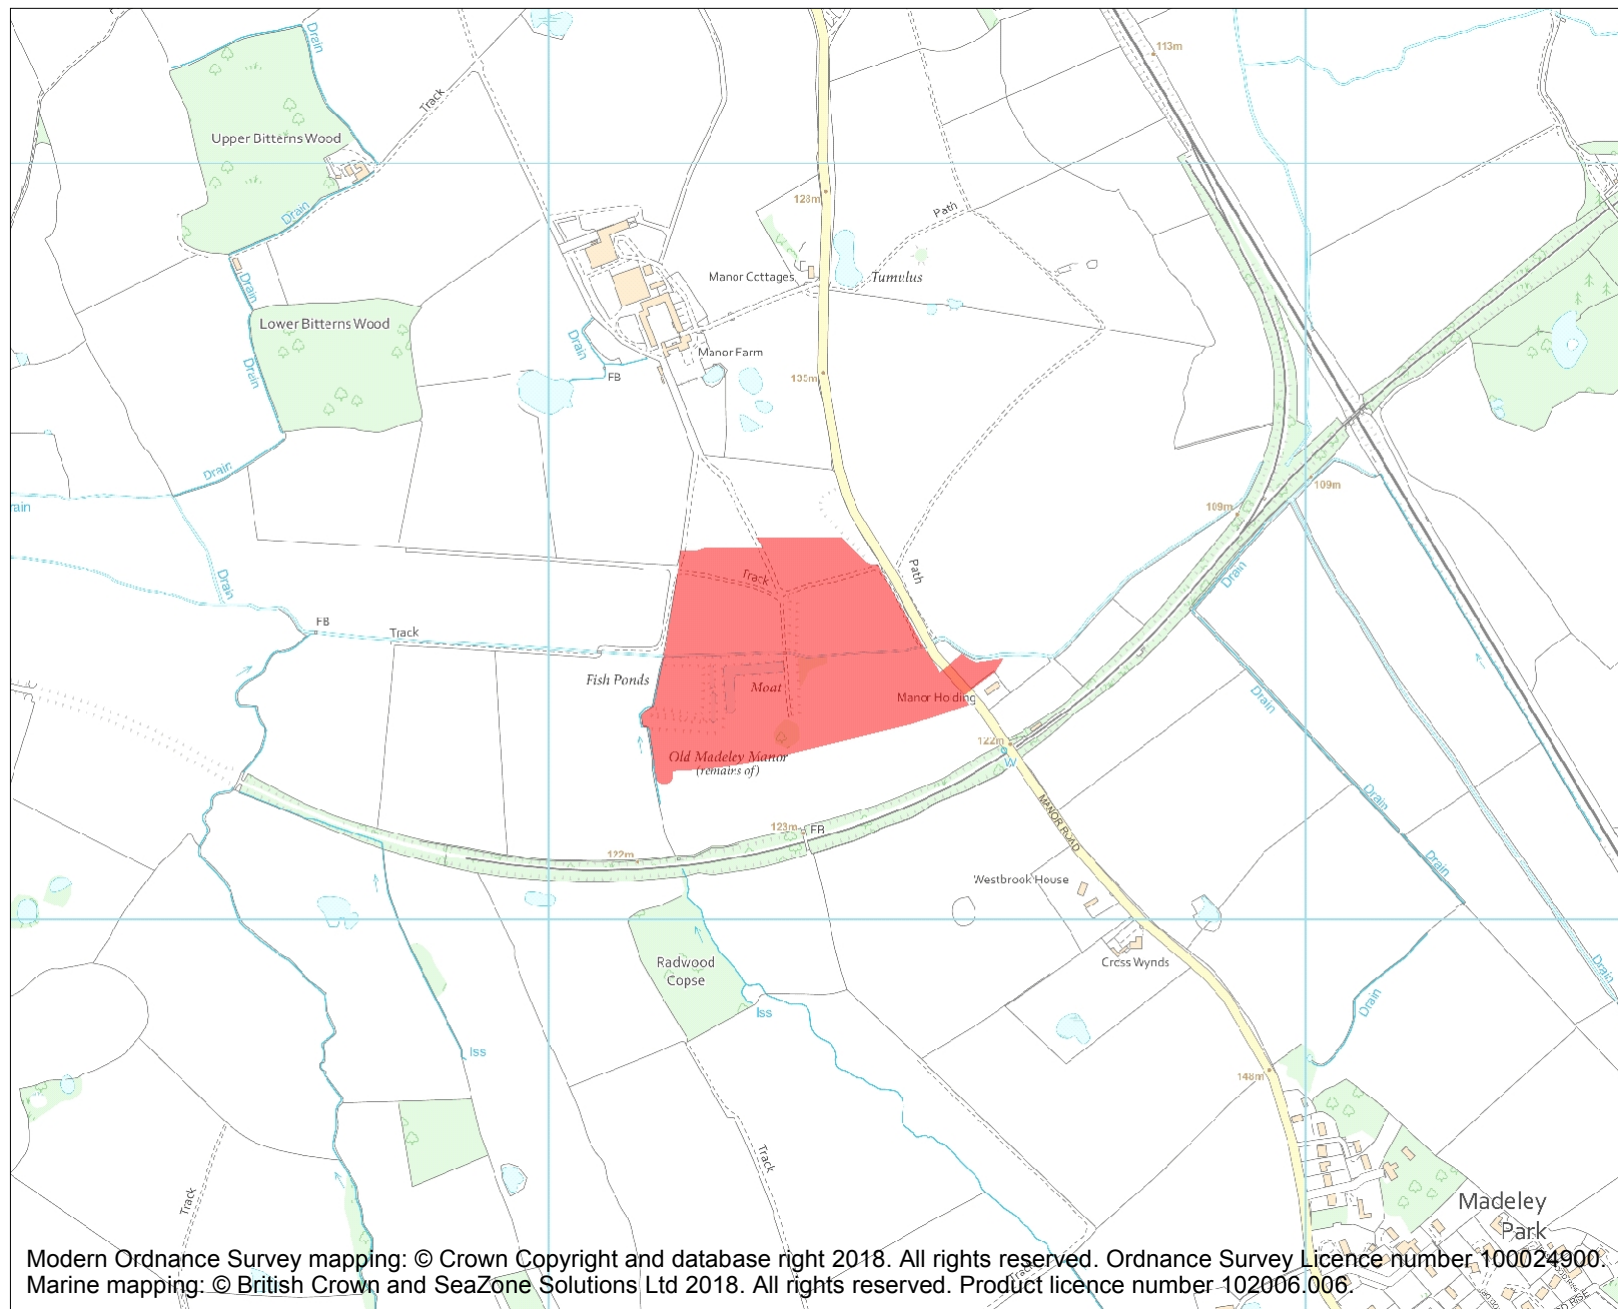 Drain
113m
Track
Upper Bitterns Wood
Drain
128m
Path
Manor Cottages
Tumulus
Drain
Lower Bitterns Wood
Drain
Manor Farm
FB
135m
Drain
Drain
109m
109m
rain
Track
Path
Drain
Drain
FB
Track
Fish Ponds
Moat
Manor Holding
Drain
122m
W
Old Madeley Manor
(remains of)
MANOR ROAD
Drain
123m
FB
122m
Drain
Westbrook House
Radwood
Copse
Cross Wynds
Drain
Drain
Iss
Iss
148m
Track
Track
Madeley
Park
Track
Modern Ordnance Survey mapping: © Crown Copyright and database right 2018. All rights reserved. Ordnance Survey Licence number 100024900.
Marine mapping: © British Crown and SeaZone Solutions Ltd 2018. All rights reserved. Product licence number 102006.006.